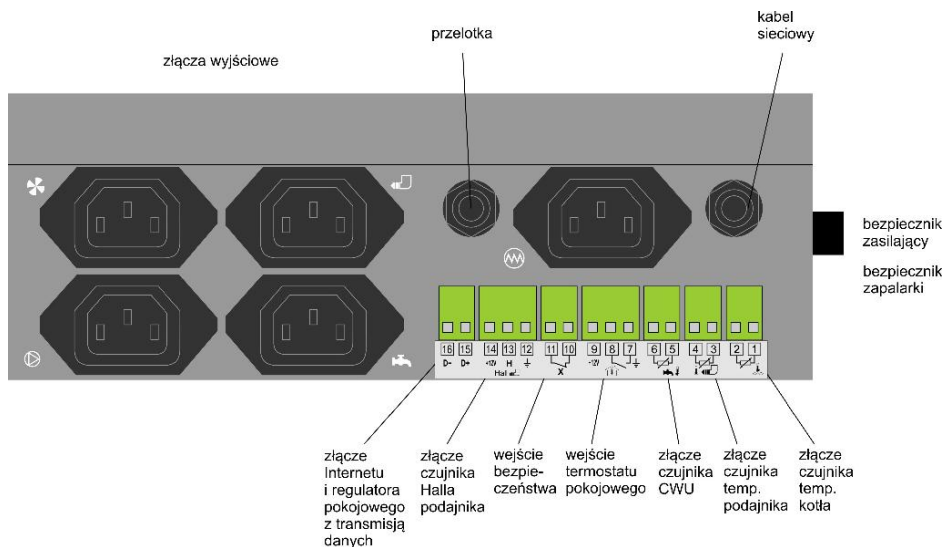 kabel
sieciowy
przelotka
złącza wyjściowe
bezpiecznik
zasilający
bezpiecznik
zapalarki
16 15 14 13 12 11 10 9 8 7 6 5 4 3 2 1
D- D+ +12V H X -12V
Hal
złącze
Internetu
i regulatora
pokojowego
z transmisją
danych
złącze
czujnika
Halla
podajnika
wejście
bezpie-
czeństwa
wejście
termostatu
pokojowego
złącze
czujnika
CWU
złącze
czujnika
temp.
podajnika
złącze
czujnika
temp.
kotła